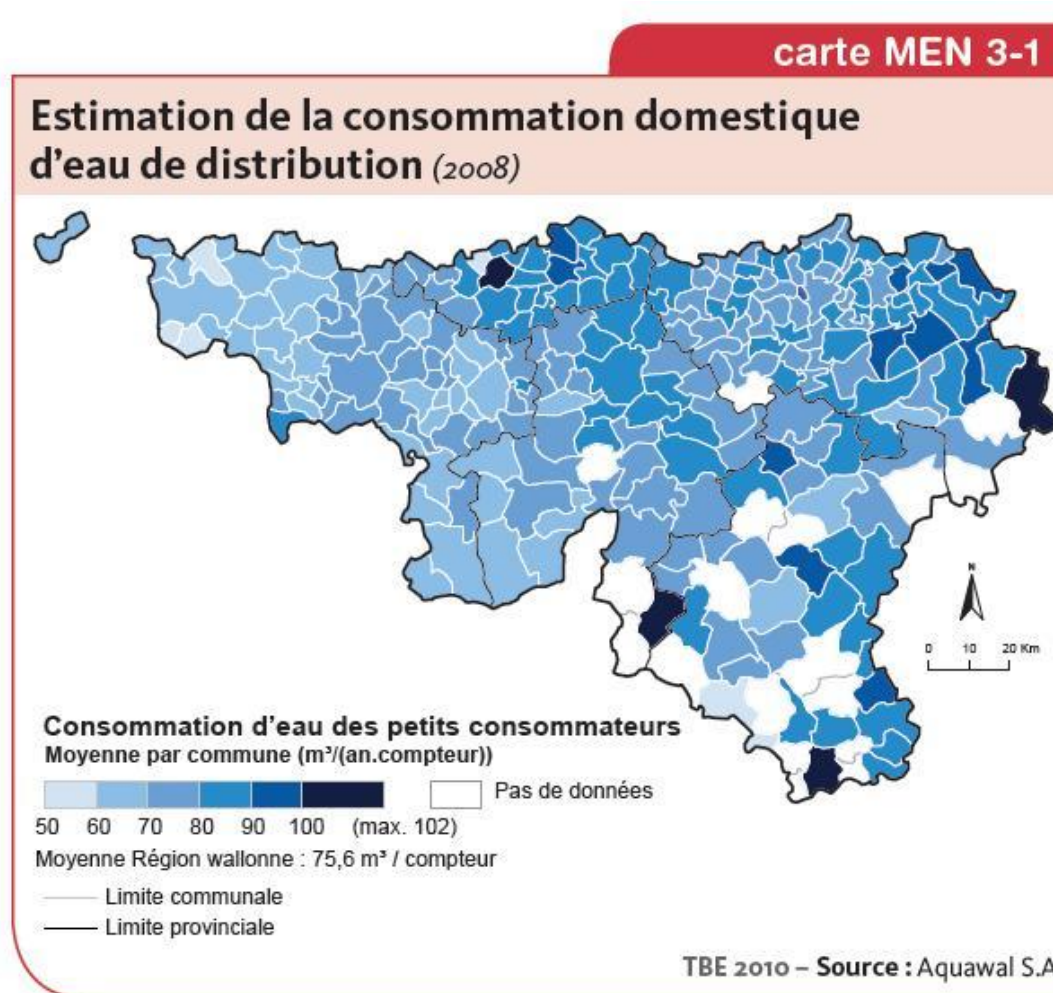 carte MEN 3-1
Estimation de la consommation domestique
d'eau de distribution (2008)
N
0 10 20 Km
Consommation d'eau des petits consommateurs
Moyenne par commune (m³/(an.compteur))
Pas de données
50 60 70 80 90 100 (max. 102)
Moyenne Région wallonne : 75,6 m³ / compteur
Limite communale
Limite provinciale
TBE 2010 – Source : Aquawal S.A